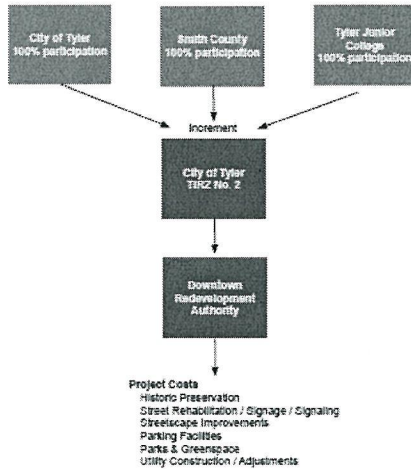 City of Tyler
100% participation
Smith County
100% participation
Tyler Junior
College
100% participation
Increment
City of Tyler
TIRZ No. 2
Downtown
Redevelopment
Authority
Project Costs
Historic Preservation
Street Rehabilitation / Signage / Signaling
Streetscape Improvements
Parking Facilities
Parks & Greenspace
Utility Construction / Adjustments